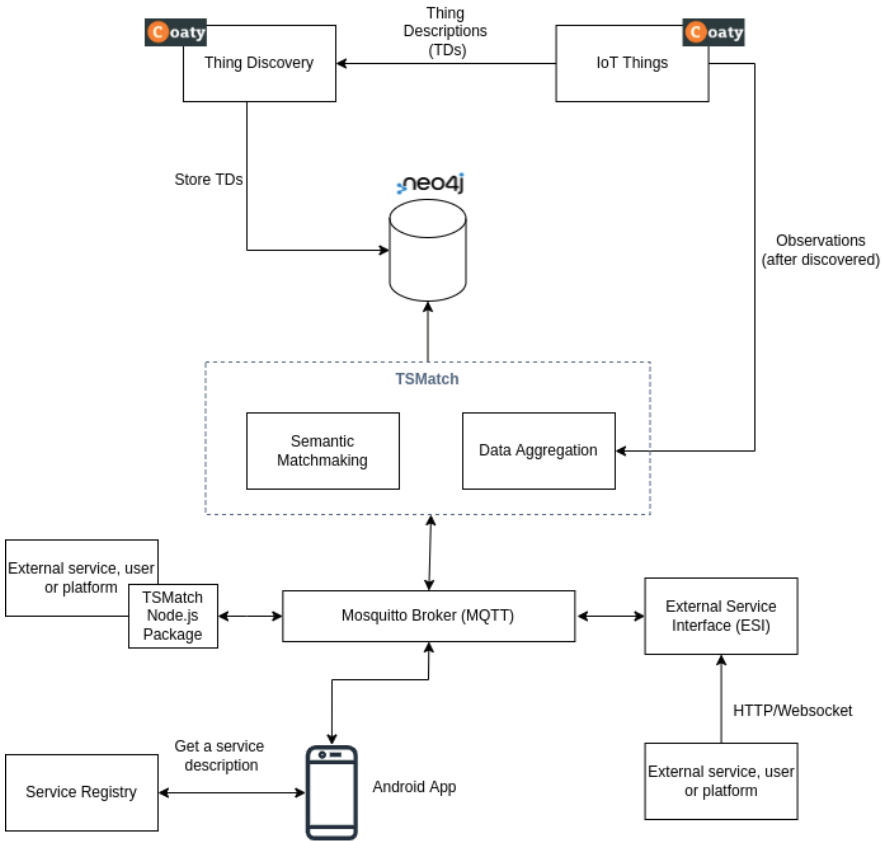 Thing
Descriptions
(TDs)
Coaty
Coaty
Thing Discovery
IoT Things
Store TDs
neo4j
Observations
(after discovered)
TSMatch
Semantic
Matchmaking
Data Aggregation
External service, user
or platform
TSMatch
Node.js
Package
Mosquitto Broker (MQTT)
External Service
Interface (ESI)
HTTP/Websocket
Get a service
description
Service Registry
Android App
External service, user
or platform